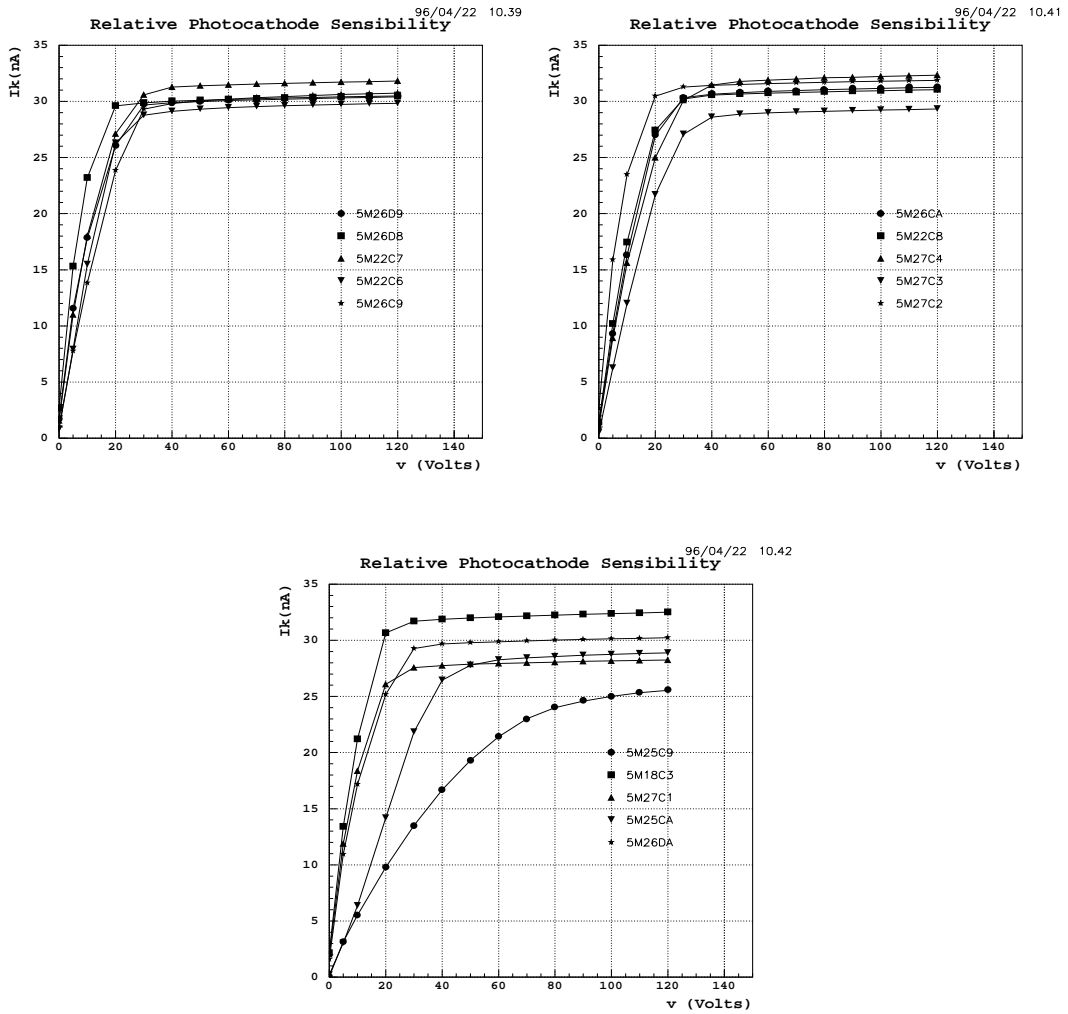 96/04/22 10.39
Relative Photocathode Sensibility
Ik(nA)
35
30
25
20
15
10
5
0
5M26D9
5M26D8
5M22C7
5M22C6
5M26C9
0 20 40 60 80 100 120 140
v (Volts)
96/04/22 10.41
Relative Photocathode Sensibility
Ik(nA)
35
30
25
20
15
10
5
0
5M26CA
5M22C8
5M27C4
5M27C3
5M27C2
0 20 40 60 80 100 120 140
v (Volts)
96/04/22 10.42
Relative Photocathode Sensibility
Ik(nA)
35
30
25
20
15
10
5
0
5M25C9
5M18C3
5M27C1
5M25CA
5M26DA
0 20 40 60 80 100 120 140
v (Volts)